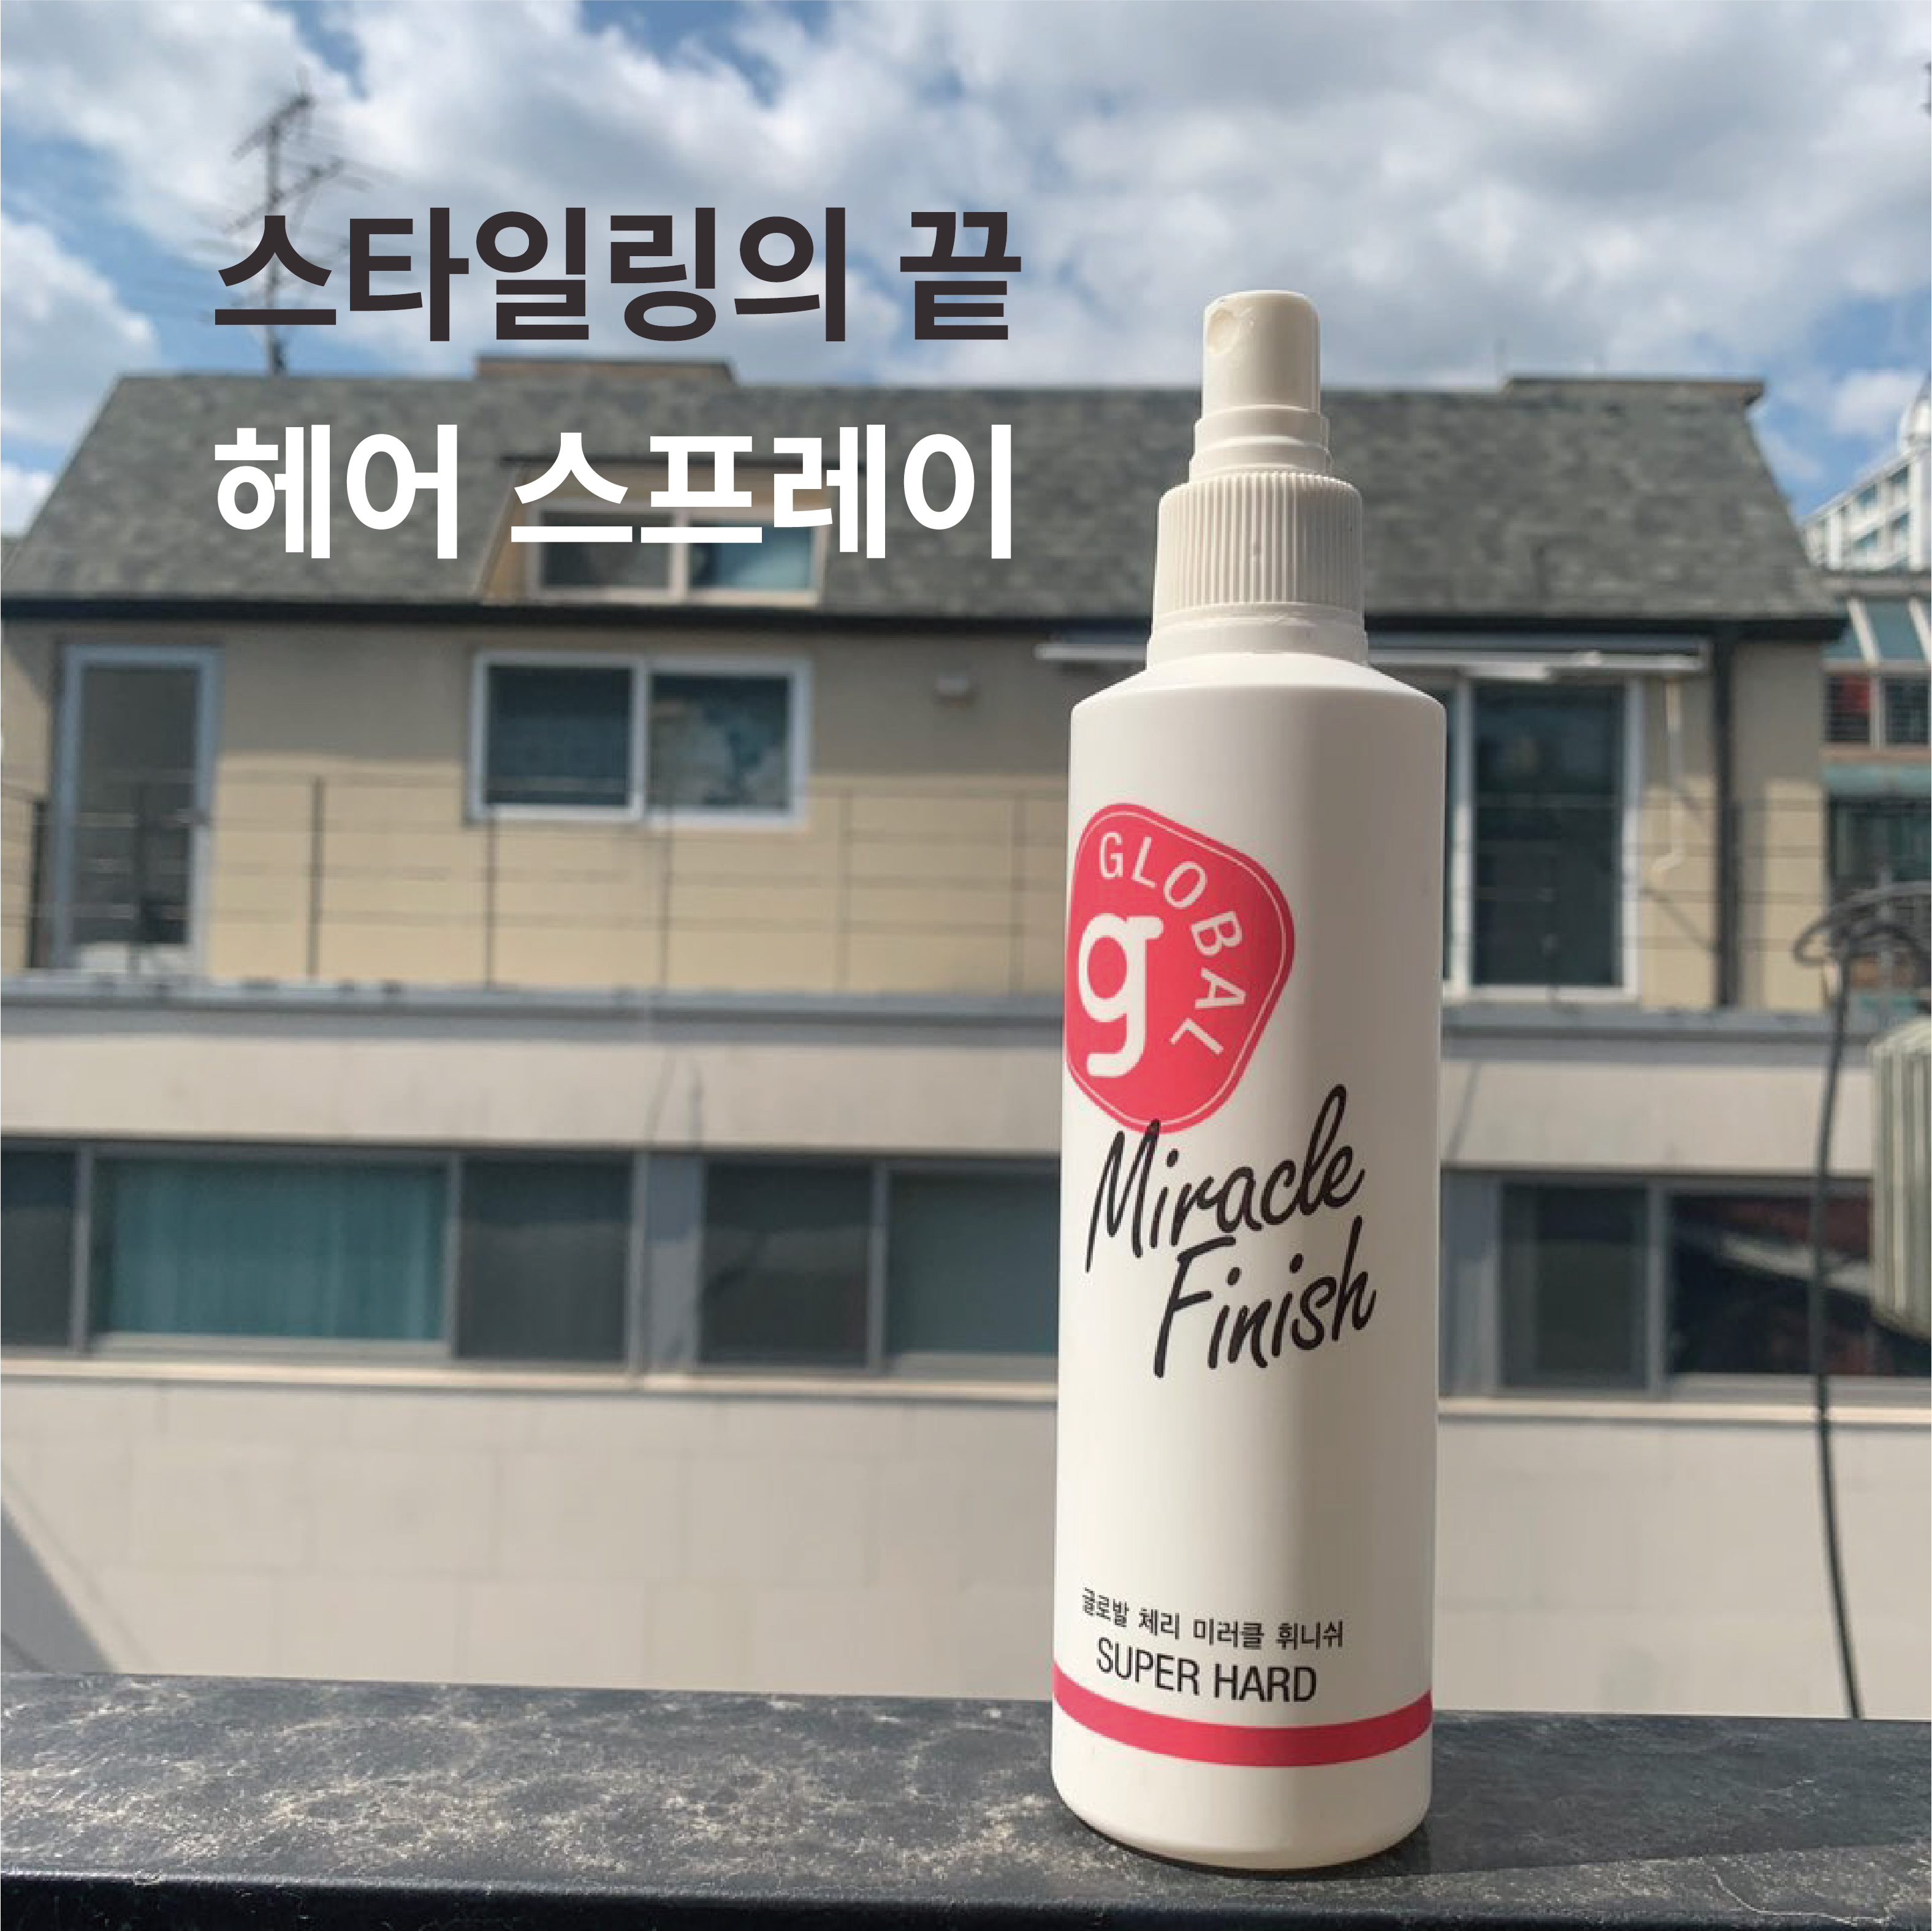 스타일링의 끝
헤어 스프레이
GLOBAL
g
Miracle
Finish
글로발 체리 미러클 휘니쉬
SUPER HARD